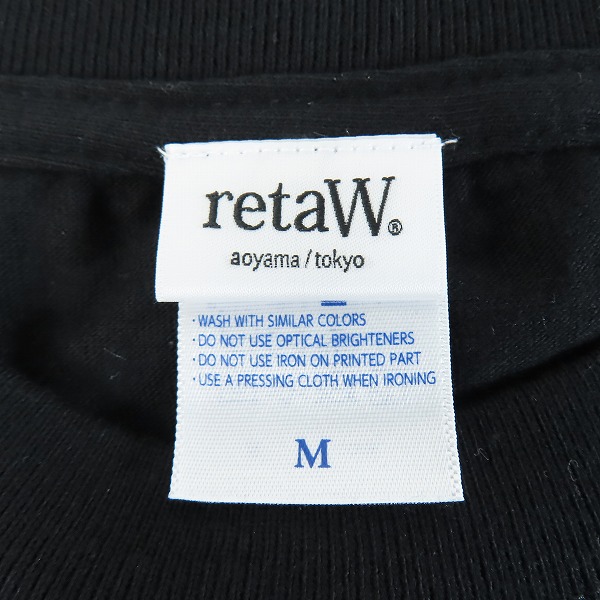 retaW®
aoyama/tokyo
·WASH WITH SIMILAR COLORS
·DO NOT USE OPTICAL BRIGHTENERS
·DO NOT USE IRON ON PRINTED PART
·USE A PRESSING CLOTH WHEN IRONING
M